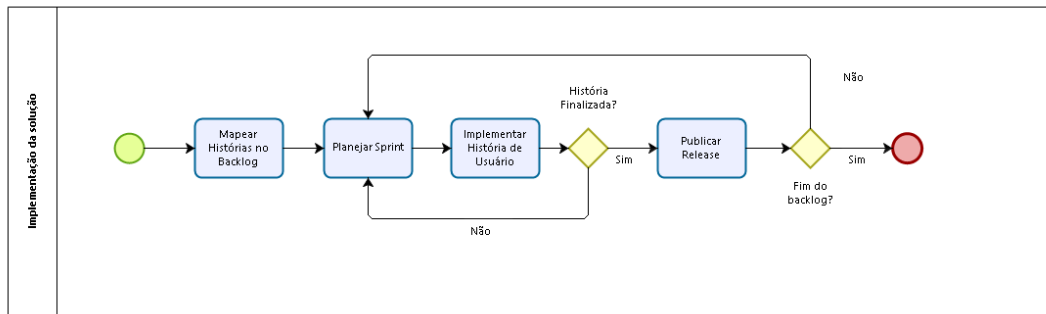 Implementação da solução
Mapear
Histórias no
Backlog
Planejar Sprint
Implementar
História de
Usuário
História
Finalizada?
Sim
Não
Publicar
Release
Não
Sim
Fim do
backlog?